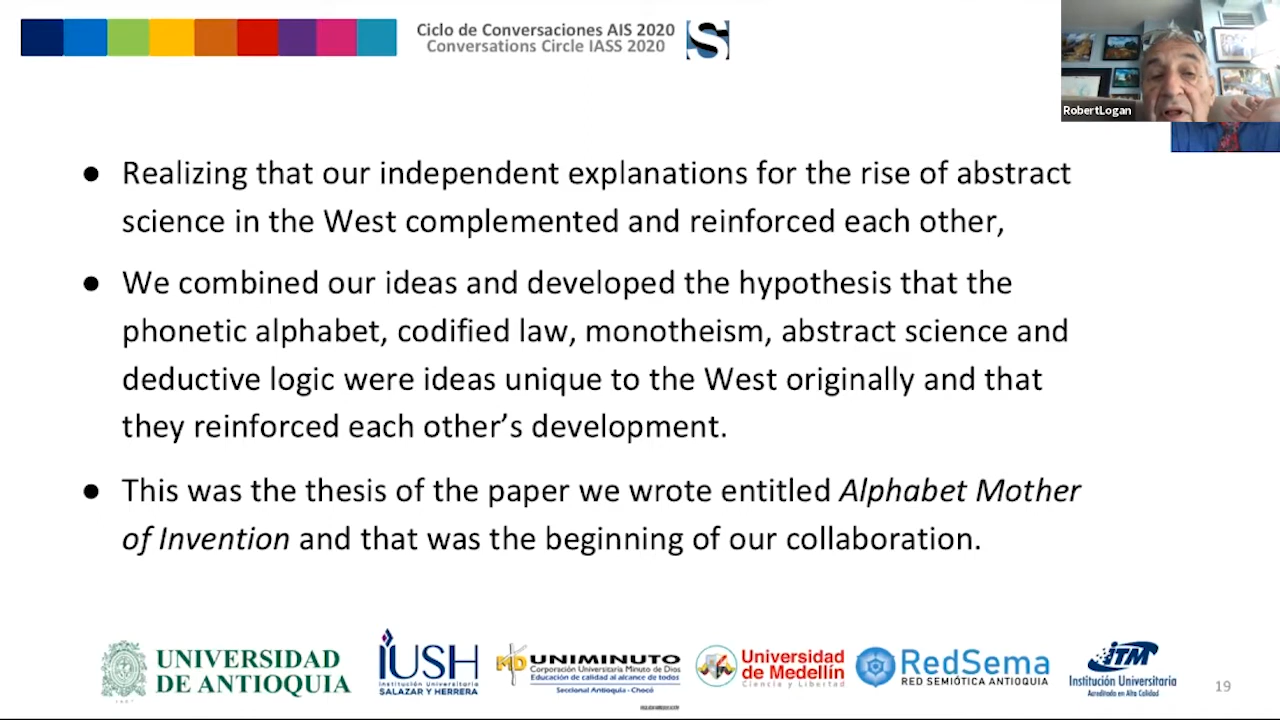 Ciclo de Conversaciones AIS 2020
Conversations Circle IASS 2020
S
RobertLogan
● Realizing that our independent explanations for the rise of abstract
science in the West complemented and reinforced each other,
● We combined our ideas and developed the hypothesis that the
phonetic alphabet, codified law, monotheism, abstract science and
deductive logic were ideas unique to the West originally and that
they reinforced each other’s development.
● This was the thesis of the paper we wrote entitled Alphabet Mother
of Invention and that was the beginning of our collaboration.
UNIVERSIDAD
DE ANTIOQUIA
IUSH
Institución Universitaria
SALAZAR Y HERRERA
MD UNIMINUTO
Corporación Universitaria Minuto de Dios
Educación de calidad al alcance de todos
Seccional Antioquia - Chocó
Universidad
de Medellín
Ciencia y Libertad
RedSema
RED SEMIÓTICA ANTIOQUIA
ITM
Institución Universitaria
Acreditada en Alta Calidad
19